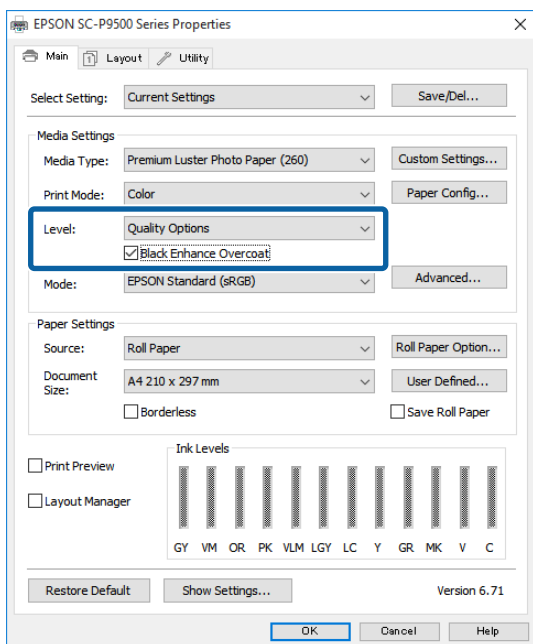 EPSON SC-P9500 Series Properties
Main Layout Utility
Select Setting: Current Settings Save/Del...
Media Settings
Media Type: Premium Luster Photo Paper (260) Custom Settings...
Print Mode: Color Paper Config...
Level: Quality Options
Black Enhance Overcoat
Mode: EPSON Standard (sRGB) Advanced...
Paper Settings
Source: Roll Paper Roll Paper Option...
Document
Size: A4 210 x 297 mm User Defined...
Borderless Save Roll Paper
Ink Levels
Print Preview
Layout Manager
GY VM OR PK VLM LGY LC Y GR MK V C
Restore Default Show Settings... Version 6.71
OK Cancel Help